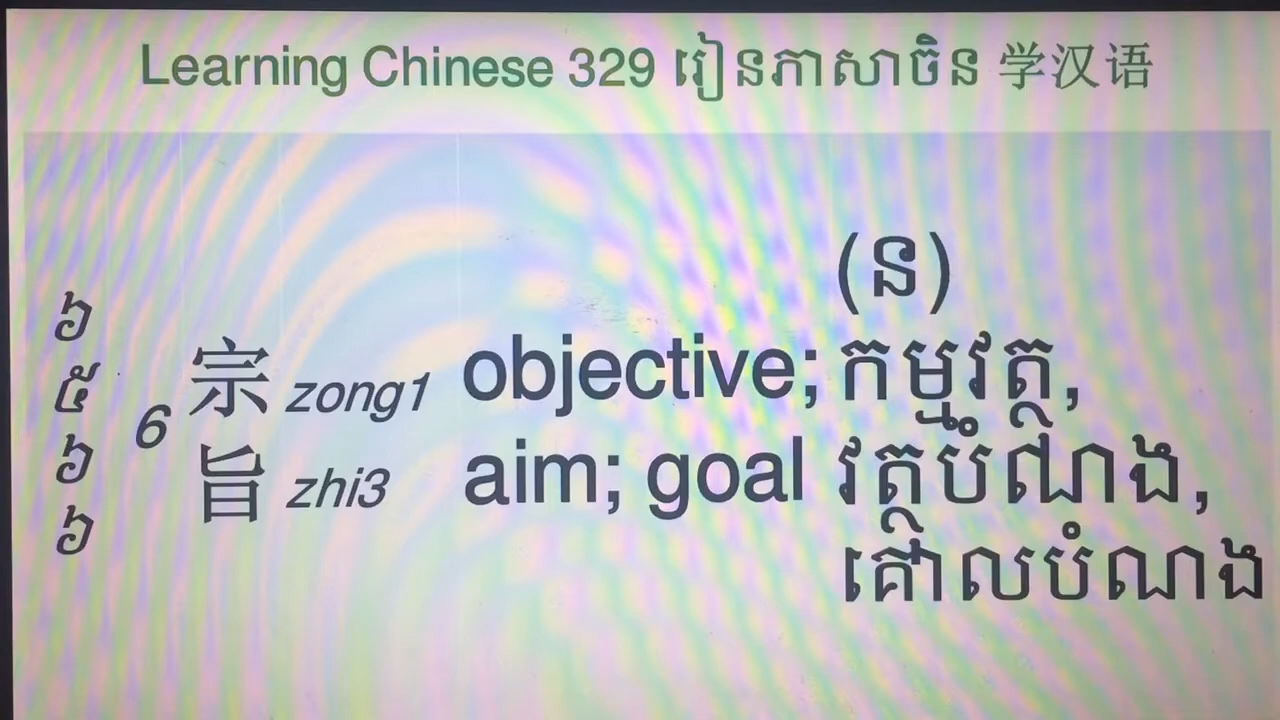 Learning Chinese 329 រៀនភាសាចិន 学汉语
៦៥៦៦
6
宗旨
zong1
zhi3
objective;
aim; goal
(ន)
កម្មវត្ថុ,
វត្ថុបំណង,
គោលបំណង